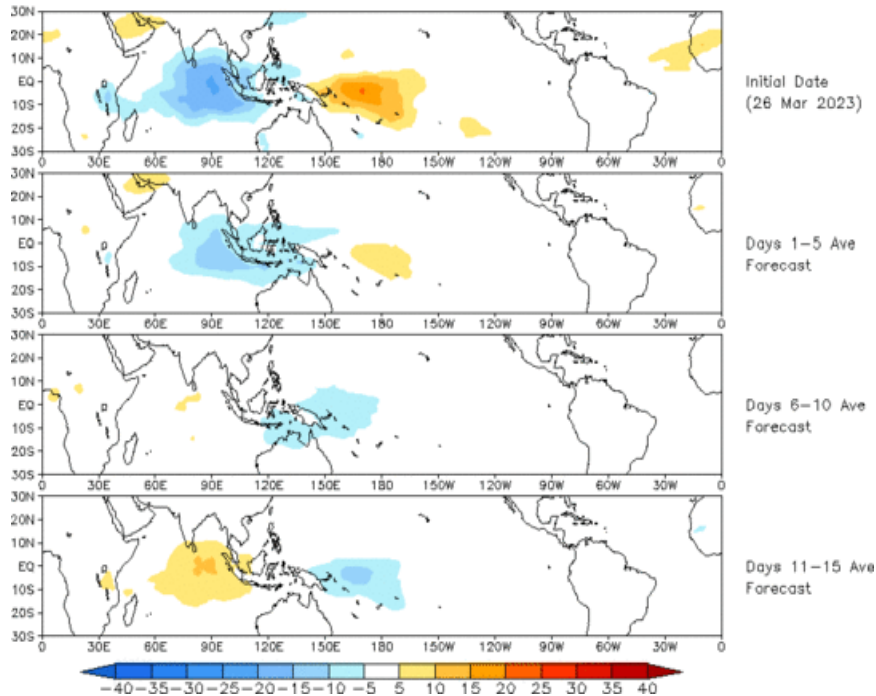 30N
20N
10N
EQ
10S
20S
30S
0 30E 60E 90E 120E 150E 180 150W 120W 90W 60W 30W 0
Initial Date
(26 Mar 2023)
30N
20N
10N
EQ
10S
20S
30S
0 30E 60E 90E 120E 150E 180 150W 120W 90W 60W 30W 0
Days 1-5 Ave
Forecast
30N
20N
10N
EQ
10S
20S
30S
0 30E 60E 90E 120E 150E 180 150W 120W 90W 60W 30W 0
Days 6-10 Ave
Forecast
30N
20N
10N
EQ
10S
20S
30S
0 30E 60E 90E 120E 150E 180 150W 120W 90W 60W 30W 0
Days 11-15 Ave
Forecast
-40 -35 -30 -25 -20 -15 -10 -5 5 10 15 20 25 30 35 40